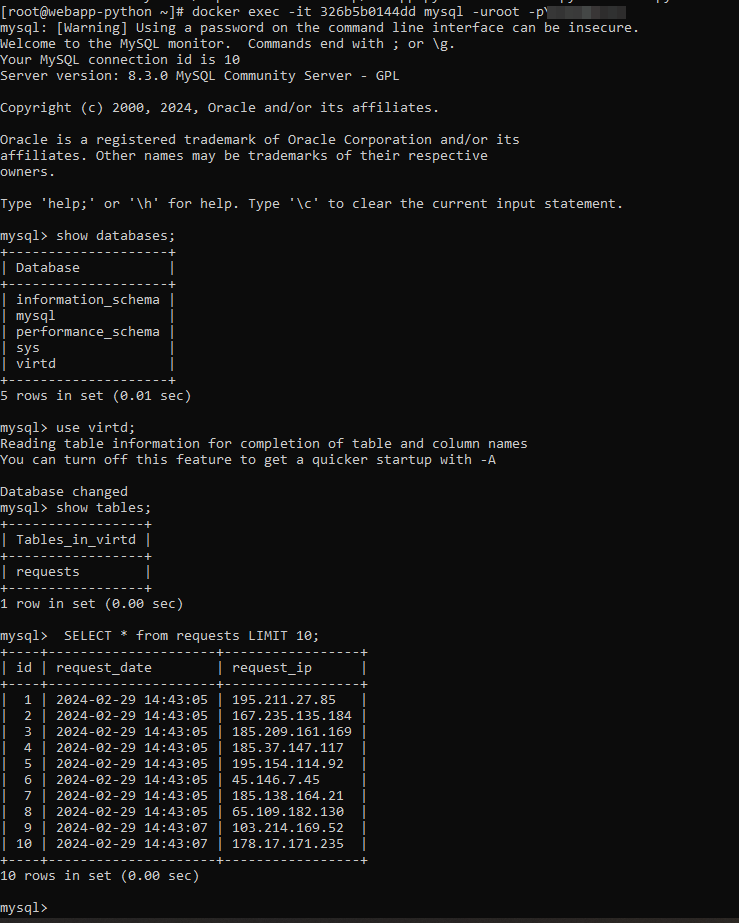 [root@webapp-python ~]# docker exec -it 326b5b0144dd mysql -uroot -p\
mysql: [Warning] Using a password on the command line interface can be insecure.
Welcome to the MySQL monitor.  Commands end with ; or \g.
Your MySQL connection id is 10
Server version: 8.3.0 MySQL Community Server - GPL

Copyright (c) 2000, 2024, Oracle and/or its affiliates.

Oracle is a registered trademark of Oracle Corporation and/or its
affiliates. Other names may be trademarks of their respective
owners.

Type 'help;' or '\h' for help. Type '\c' to clear the current input statement.

mysql> show databases;
+--------------------+
| Database           |
+--------------------+
| information_schema |
| mysql              |
| performance_schema |
| sys                |
| virtd              |
+--------------------+
5 rows in set (0.01 sec)

mysql> use virtd;
Reading table information for completion of table and column names
You can turn off this feature to get a quicker startup with -A

Database changed
mysql> show tables;
+-----------------+
| Tables_in_virtd |
+-----------------+
| requests        |
+-----------------+
1 row in set (0.00 sec)

mysql>  SELECT * from requests LIMIT 10;
+----+---------------------+-----------------+
| id | request_date        | request_ip      |
+----+---------------------+-----------------+
|  1 | 2024-02-29 14:43:05 | 195.211.27.85   |
|  2 | 2024-02-29 14:43:05 | 167.235.135.184 |
|  3 | 2024-02-29 14:43:05 | 185.209.161.169 |
|  4 | 2024-02-29 14:43:05 | 185.37.147.117  |
|  5 | 2024-02-29 14:43:05 | 195.154.114.92  |
|  6 | 2024-02-29 14:43:05 | 45.146.7.45     |
|  7 | 2024-02-29 14:43:05 | 185.138.164.21  |
|  8 | 2024-02-29 14:43:05 | 65.109.182.130  |
|  9 | 2024-02-29 14:43:07 | 103.214.169.52  |
| 10 | 2024-02-29 14:43:07 | 178.17.171.235  |
+----+---------------------+-----------------+
10 rows in set (0.00 sec)

mysql>